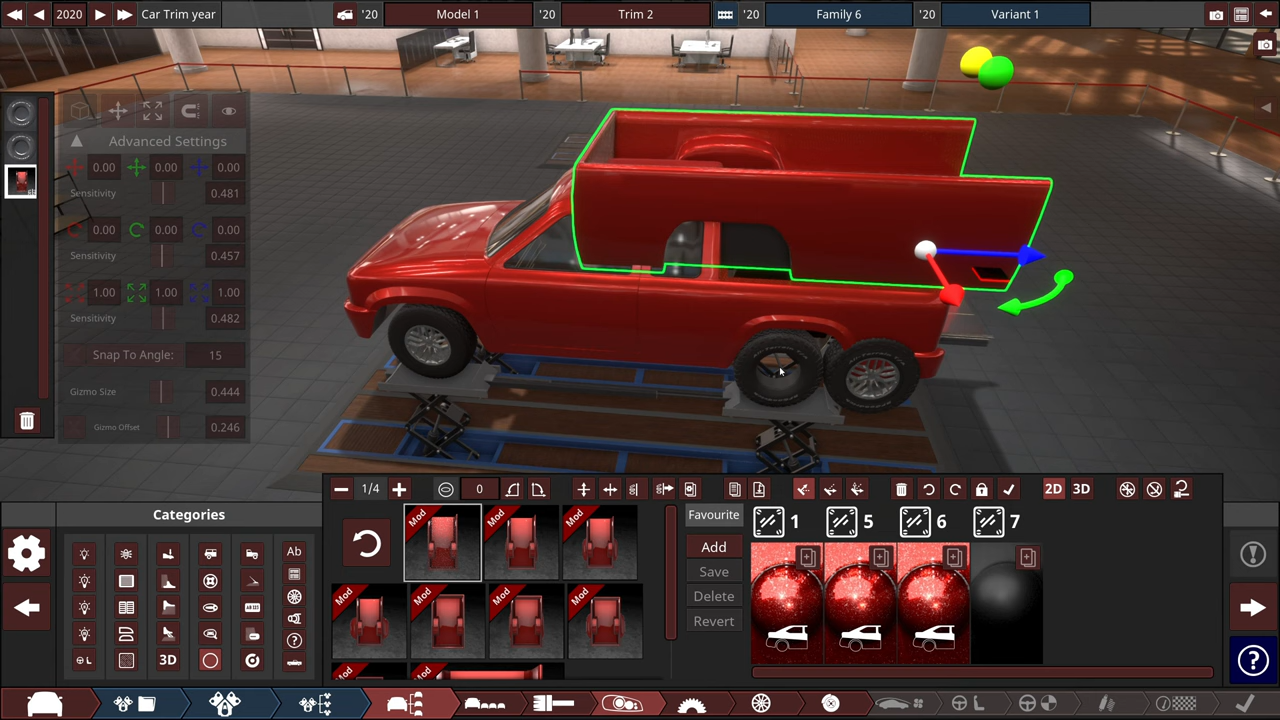 2020 Car Trim year '20 Model 1 '20 Trim 2 '20 Family 6 '20 Variant 1
Advanced Settings
0.00 0.00 0.00
Sensitivity 0.481
0.00 0.00 0.00
Sensitivity 0.457
1.00 1.00 1.00
Sensitivity 0.482
Snap To Angle: 15
Gizmo Size 0.444
Gizmo Offset 0.246
1/4 0 2D 3D
Categories
Ab
L
3D
Mod Mod Mod
Mod Mod Mod Mod
Mod Mod
Favourite 1 5 6 7
Add
Save
Delete
Revert